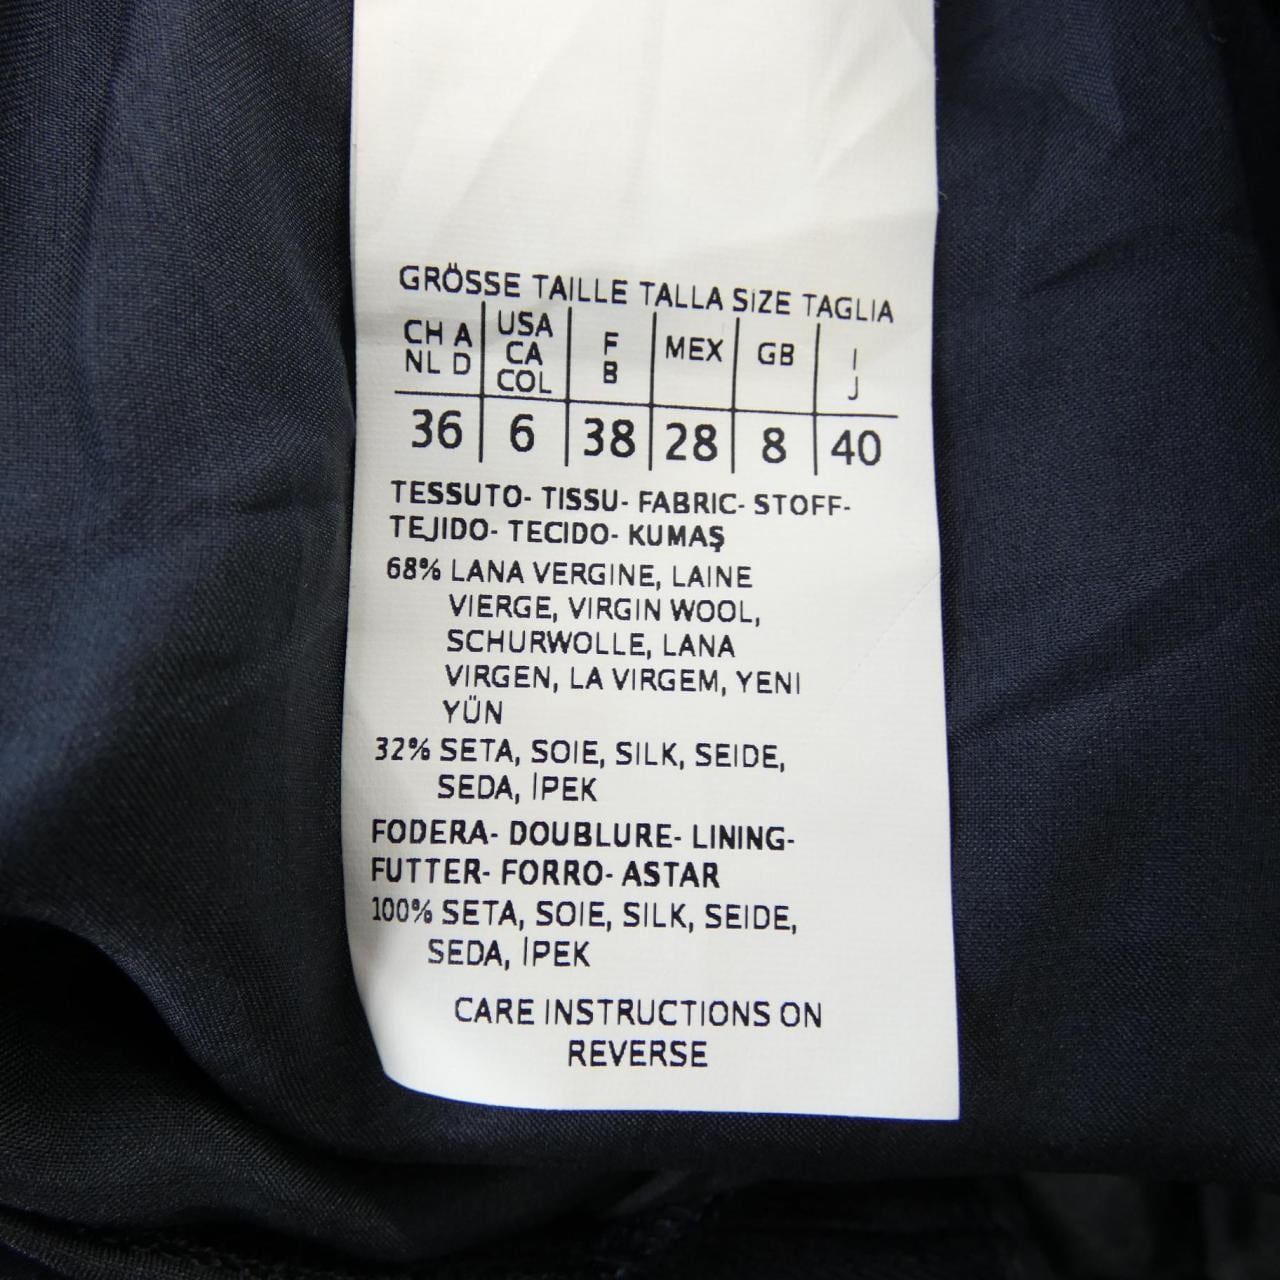 GRÖSSE TAILLE TALLA SIZE TAGLIA
CH A NL D | USA CA COL | F B | MEX | GB | I J
36 | 6 | 38 | 28 | 8 | 40
TESSUTO- TISSU- FABRIC- STOFF-
TEJIDO- TECIDO- KUMAŞ
68% LANA VERGINE, LAINE
VIERGE, VIRGIN WOOL,
SCHURWOLLE, LANA
VIRGEN, LA VIRGEM, YENI
YÜN
32% SETA, SOIE, SILK, SEIDE,
SEDA, İPEK
FODERA- DOUBLURE- LINING-
FUTTER- FORRO- ASTAR
100% SETA, SOIE, SILK, SEIDE,
SEDA, İPEK
CARE INSTRUCTIONS ON
REVERSE